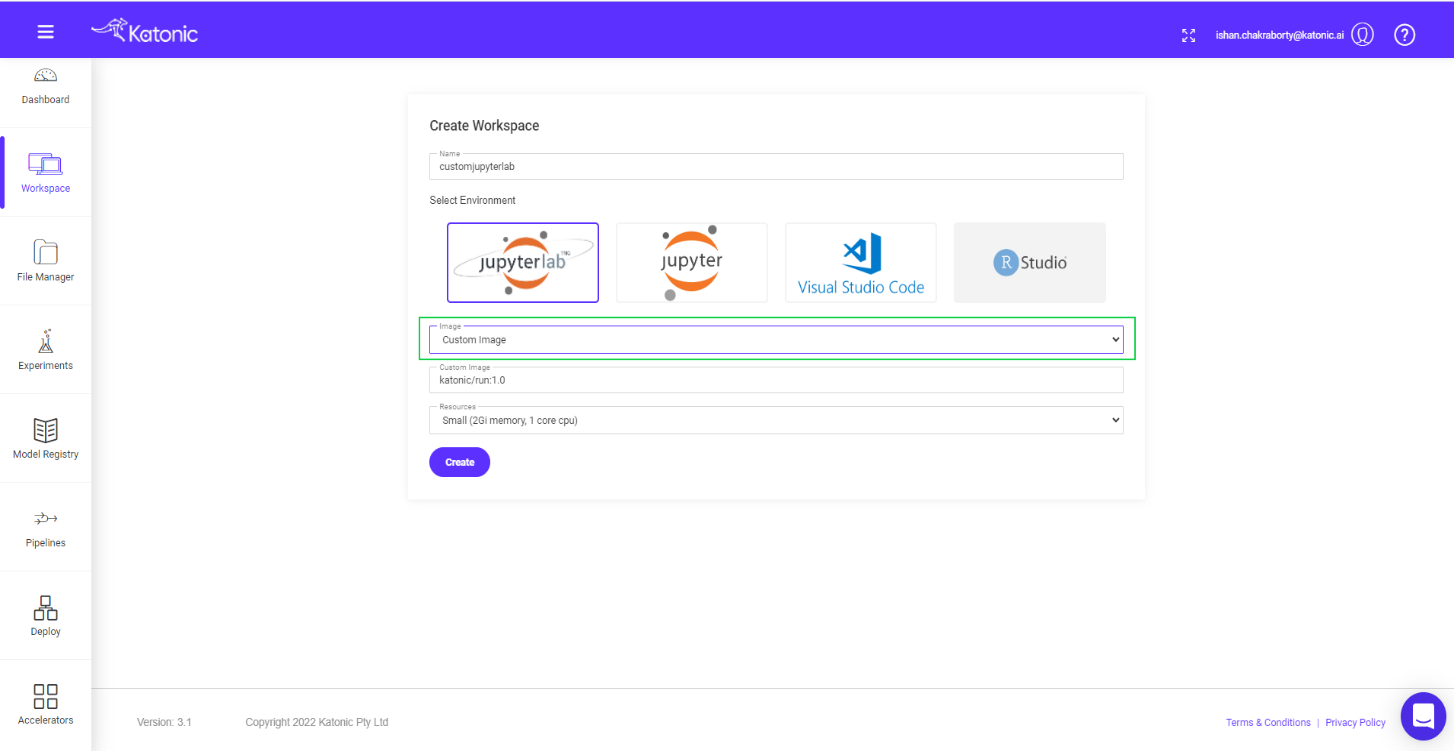 Katonic
ishan.chakraborty@katonic.ai
?
Dashboard
Workspace
File Manager
Experiments
Model Registry
Pipelines
Deploy
Accelerators
Create Workspace
Name
customjupyterlab
Select Environment
jupyterlab
jupyter
Visual Studio Code
R Studio
Image
Custom Image
Custom Image
katonic/run:1.0
Resources
Small (2Gi memory, 1 core cpu)
Create
Version: 3.1
Copyright 2022 Katonic Pty Ltd
Terms & Conditions | Privacy Policy